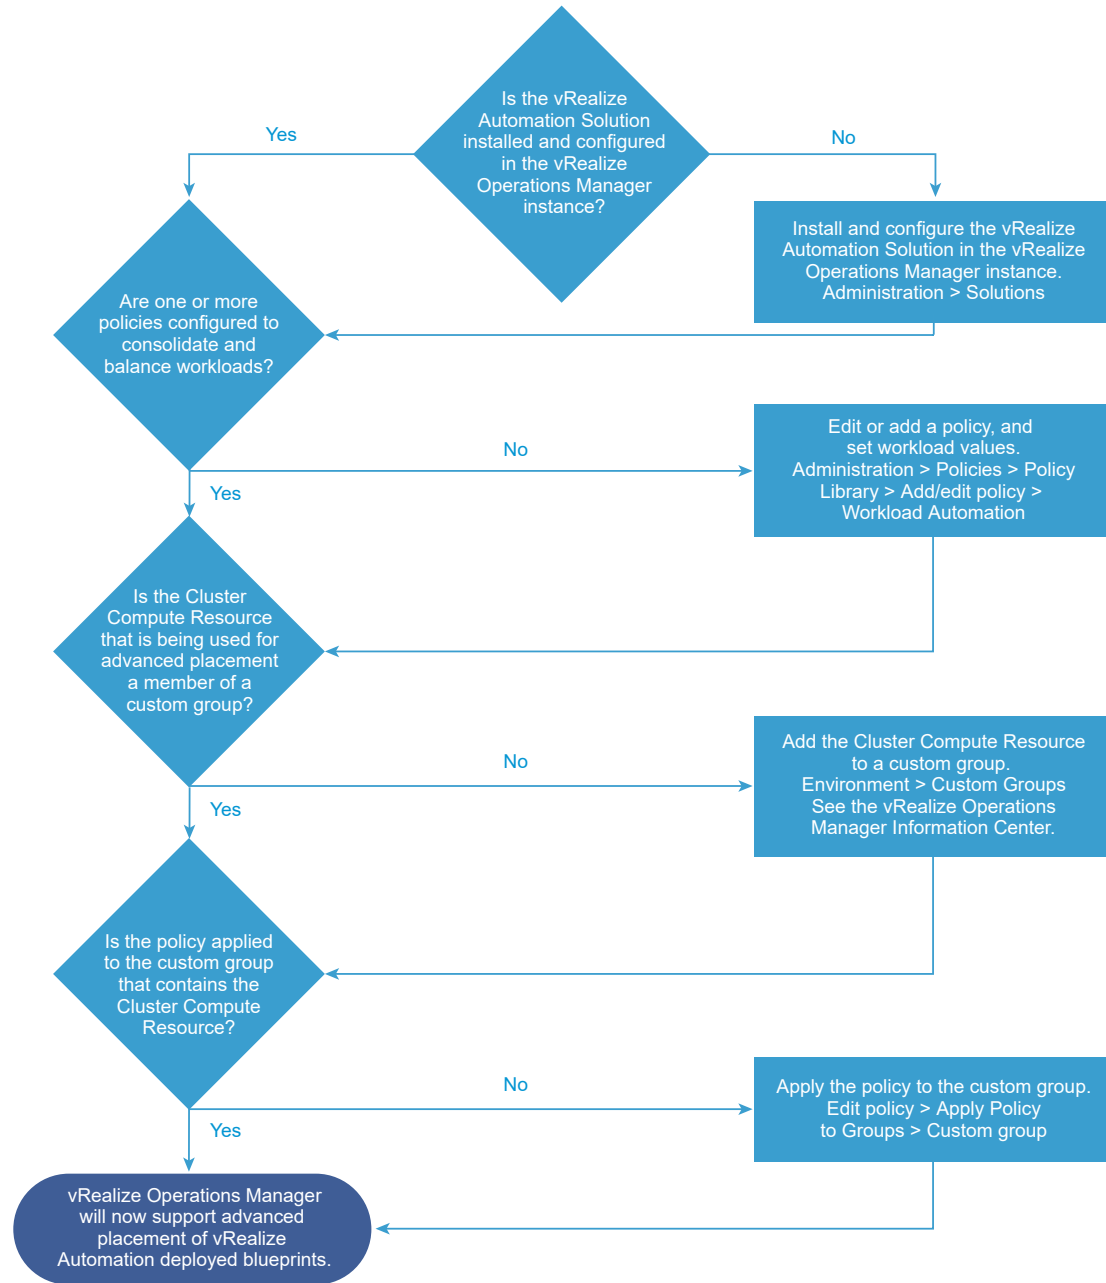 Is the vRealize
Automation Solution
installed and configured
in the vRealize
Operations Manager
instance?
Yes
No
Install and configure the vRealize
Automation Solution in the vRealize
Operations Manager instance.
Administration > Solutions
Are one or more
policies configured to
consolidate and
balance workloads?
No
Yes
Edit or add a policy, and
set workload values.
Administration > Policies > Policy
Library > Add/edit policy >
Workload Automation
Is the Cluster
Compute Resource
that is being used for
advanced placement
a member of a
custom group?
No
Yes
Add the Cluster Compute Resource
to a custom group.
Environment > Custom Groups
See the vRealize Operations
Manager Information Center.
Is the policy applied
to the custom group
that contains the
Cluster Compute
Resource?
No
Yes
Apply the policy to the custom group.
Edit policy > Apply Policy
to Groups > Custom group
vRealize Operations Manager
will now support advanced
placement of vRealize
Automation deployed blueprints.